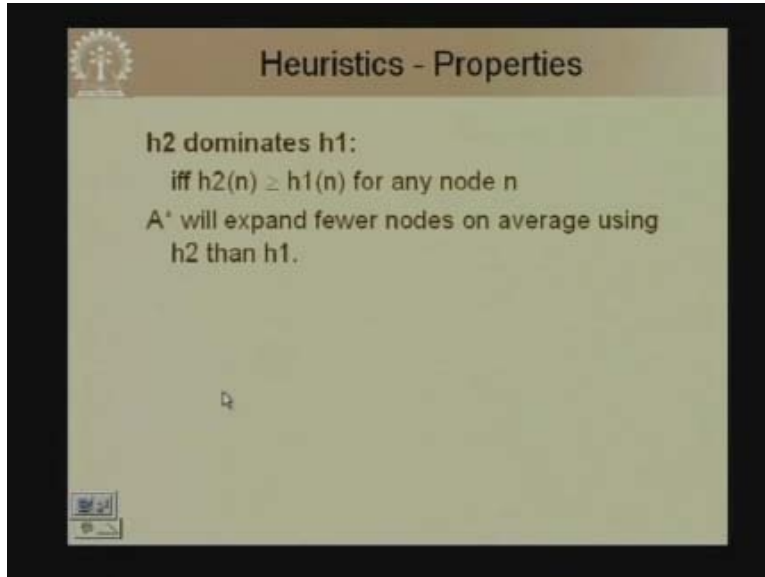 Heuristics - Properties
h2 dominates h1:
iff h2(n) ≥ h1(n) for any node n
A* will expand fewer nodes on average using
h2 than h1.